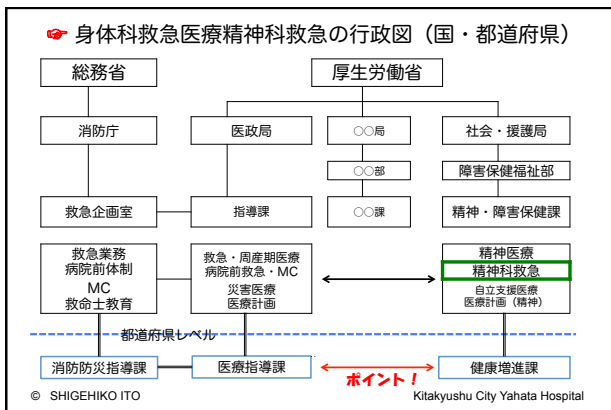 ☞ 身体科救急医療精神科救急の行政図（国・都道府県）
総務省
厚生労働省
消防庁
医政局
○○局
社会・援護局
○○部
障害保健福祉部
救急企画室
指導課
○○課
精神・障害保健課
救急業務
病院前体制
MC
救命士教育
救急・周産期医療
病院前救急・MC
災害医療
医療計画
精神医療
精神科救急
自立支援医療
医療計画（精神）
都道府県レベル
消防防災指導課
医療指導課
ポイント！
健康増進課
© SHIGEHIKO ITO
Kitakyushu City Yahata Hospital